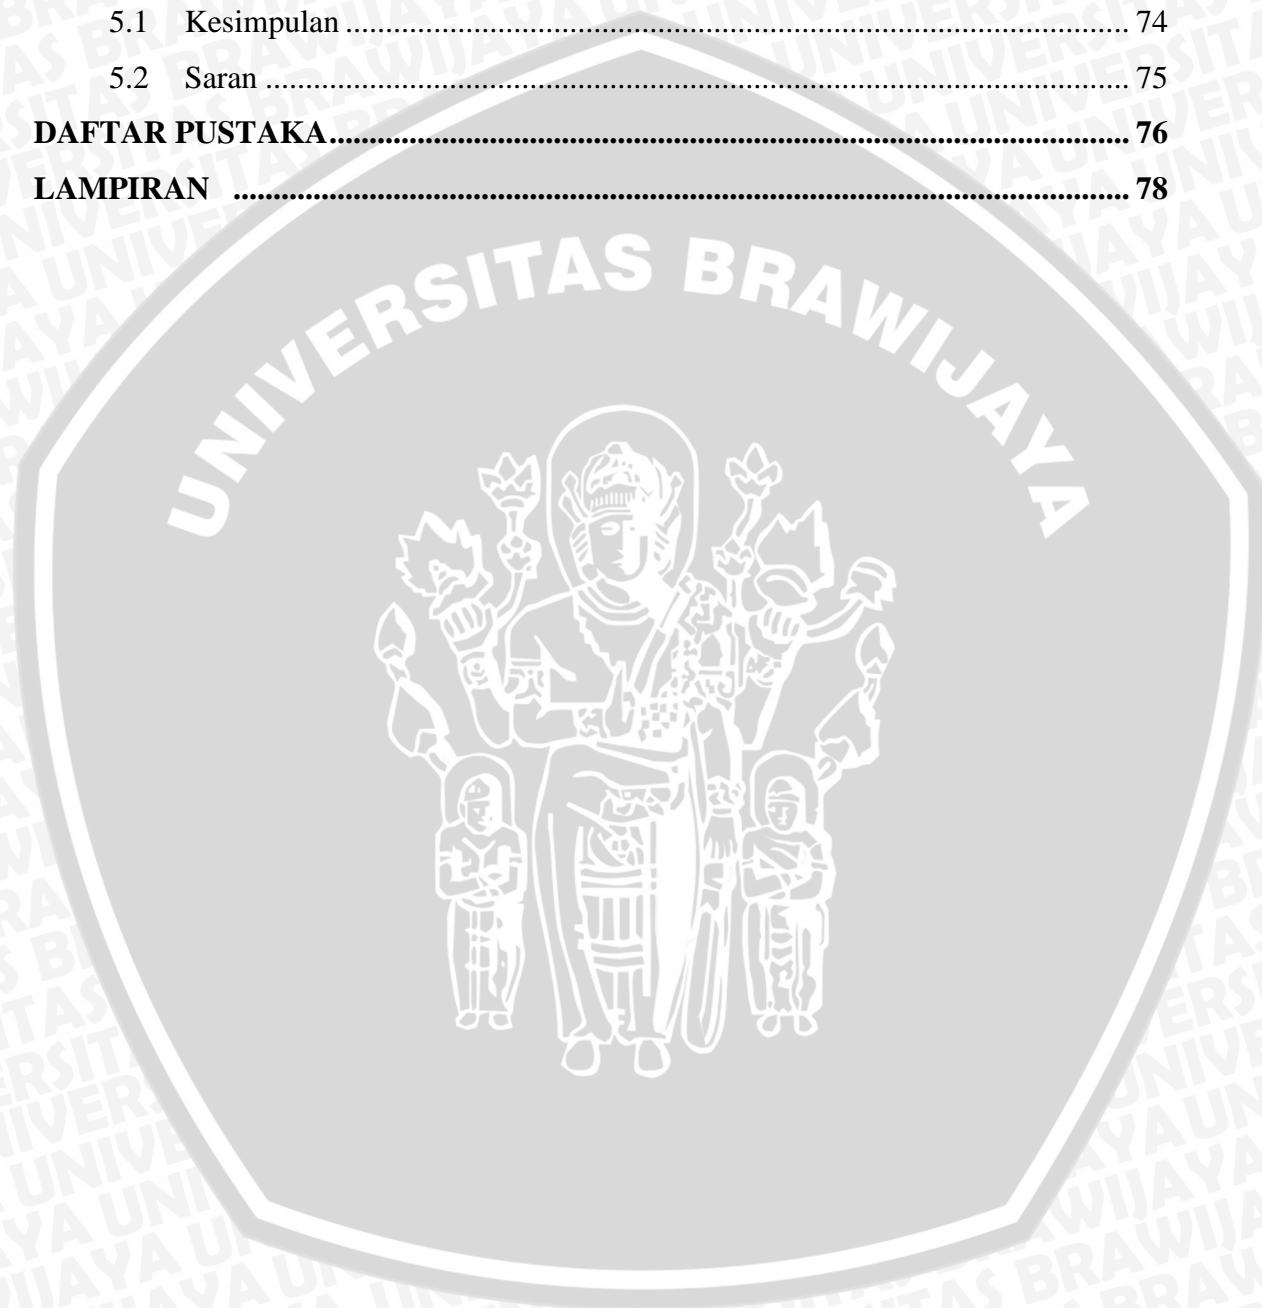 5.1 Kesimpulan ........................................................................................................ 74
5.2 Saran ................................................................................................................... 75
DAFTAR PUSTAKA........................................................................................................ 76
LAMPIRAN .................................................................................................................... 78
UNIVERSITAS BRAWIJAYA